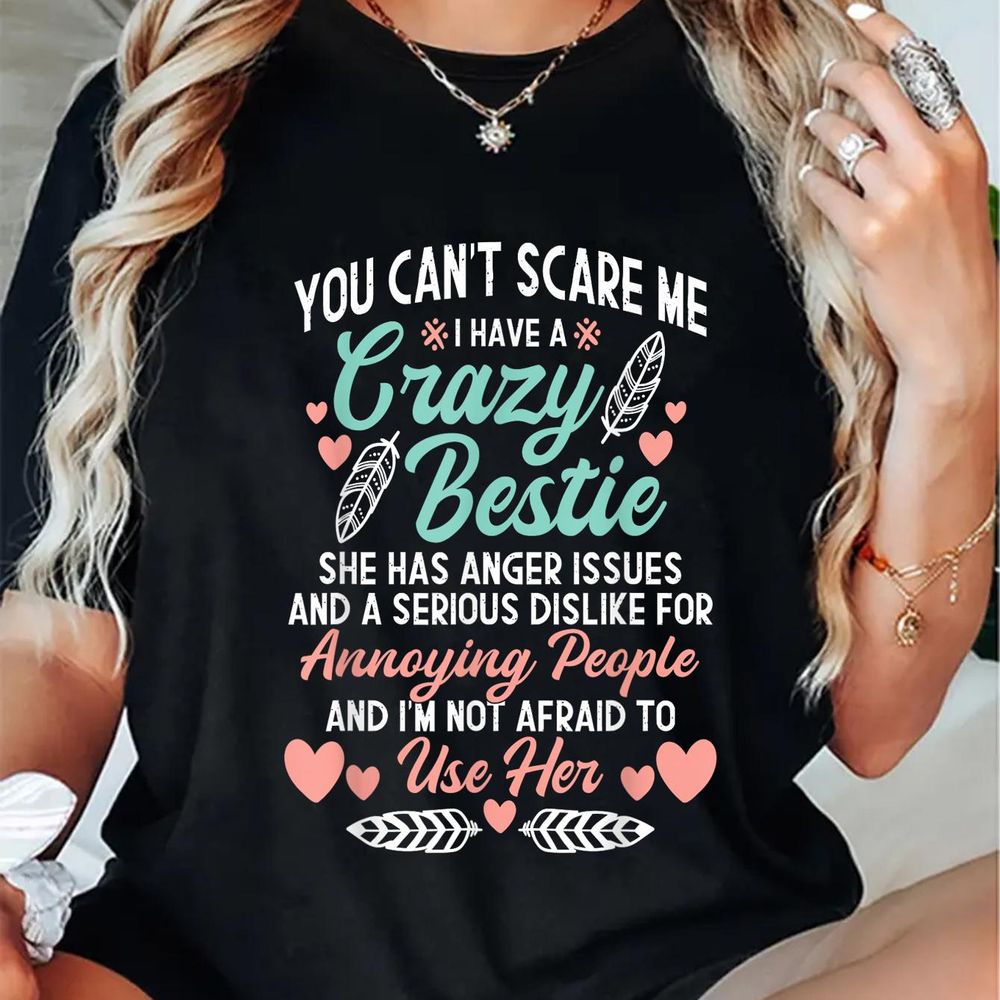 YOU CAN'T SCARE ME
I HAVE A
Crazy
Bestie
SHE HAS ANGER ISSUES
AND A SERIOUS DISLIKE FOR
Annoying People
AND I'M NOT AFRAID TO
Use Her